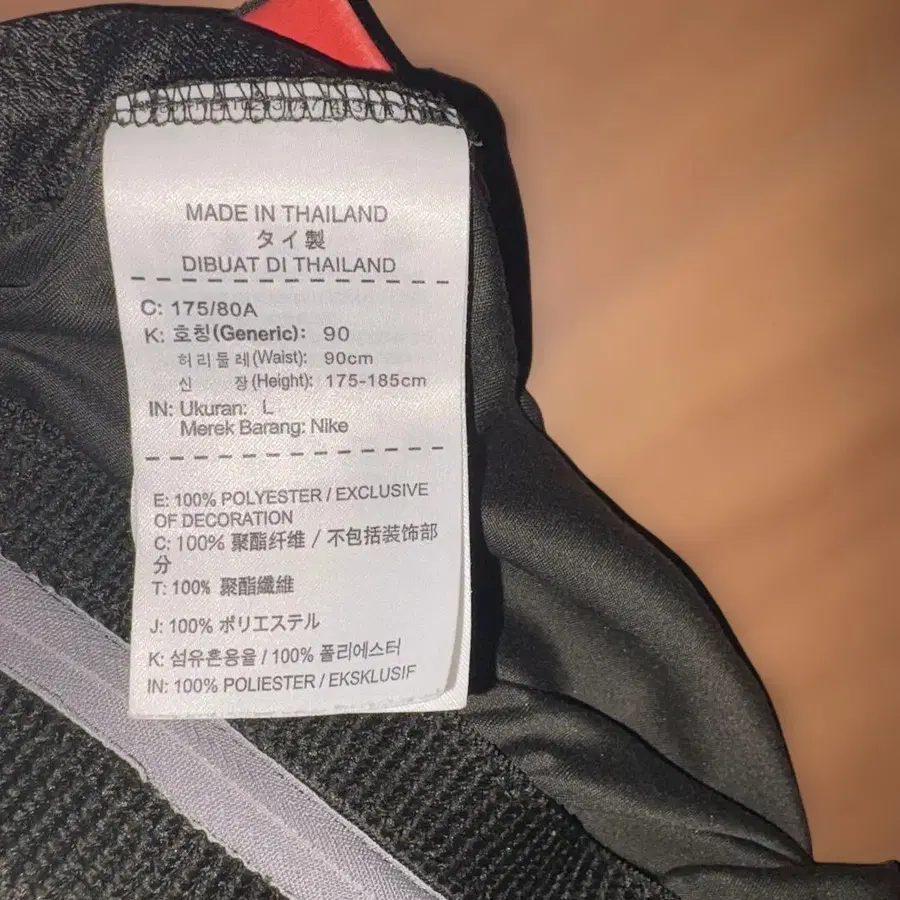 MADE IN THAILAND
タイ製
DIBUAT DI THAILAND
C: 175/80A
K: 호칭(Generic): 90
허리둘레(Waist): 90cm
신 장(Height): 175-185cm
IN: Ukuran: L
Merek Barang: Nike
E: 100% POLYESTER / EXCLUSIVE
OF DECORATION
C: 100% 聚酯纤维 / 不包括装饰部
分
T: 100% 聚酯纖維
J: 100% ポリエステル
K: 섬유혼용율 / 100% 폴리에스터
IN: 100% POLIESTER / EKSKLUSIF